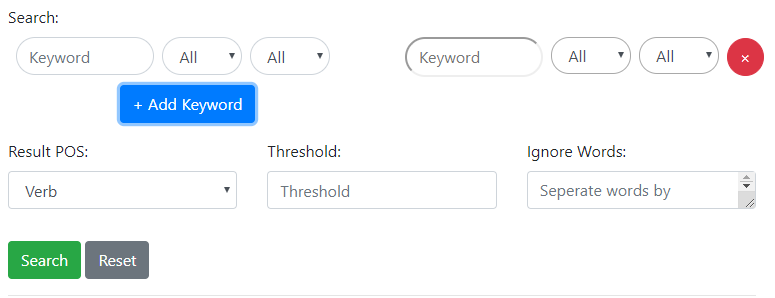 Search:
Keyword All All Keyword All All ×
+ Add Keyword
Result POS: Threshold: Ignore Words:
Verb Threshold Seperate words by
Search Reset